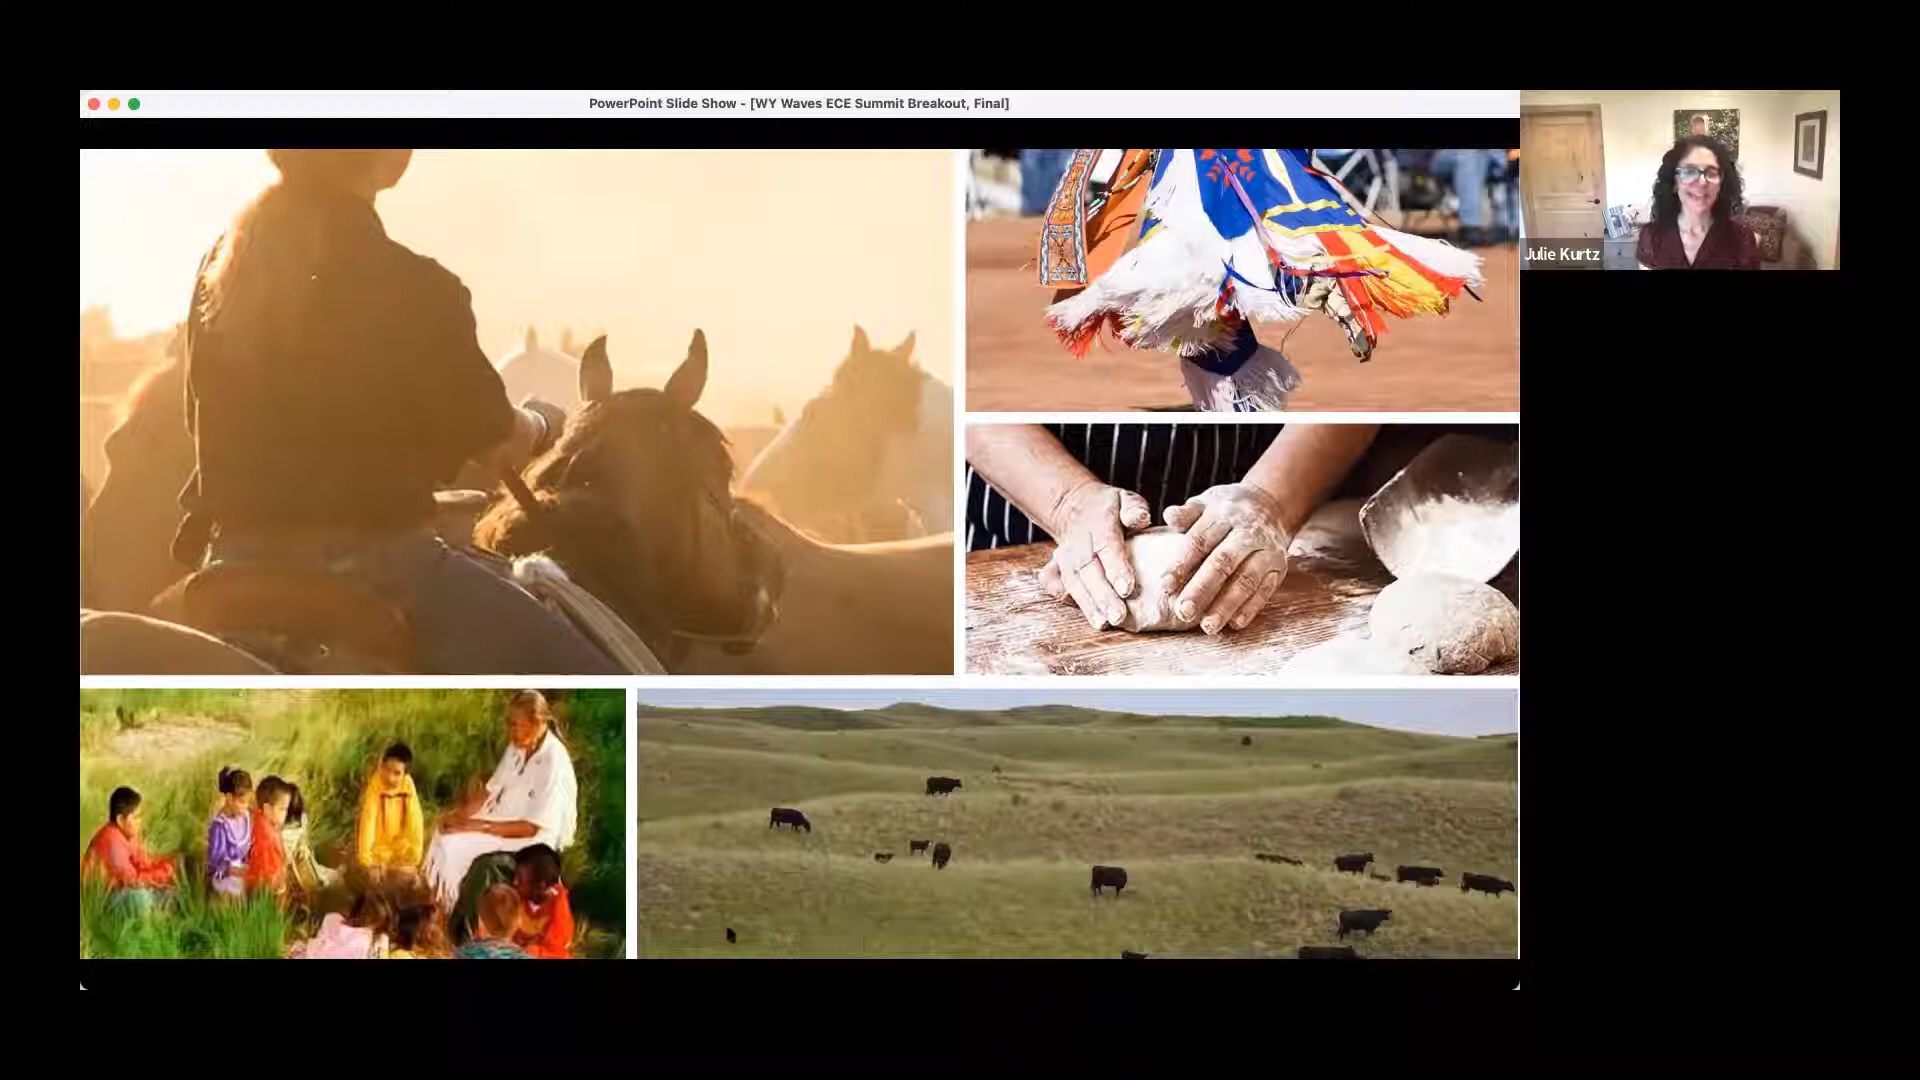 PowerPoint Slide Show - [WY Waves ECE Summit Breakout, Final]
Julie Kurtz